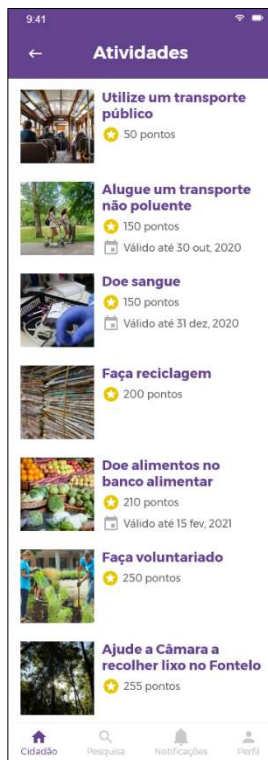 9:41
Atividades
Utilize um transporte
público
50 pontos
Alugue um transporte
não poluente
150 pontos
Válido até 30 out, 2020
Doe sangue
150 pontos
Válido até 31 dez, 2020
Faça reciclagem
200 pontos
Doe alimentos no
banco alimentar
210 pontos
Válido até 15 fev, 2021
Faça voluntariado
250 pontos
Ajude a Câmara a
recolher lixo no Fontelo
255 pontos
Cidadão Pesquisa Notificações Perfil